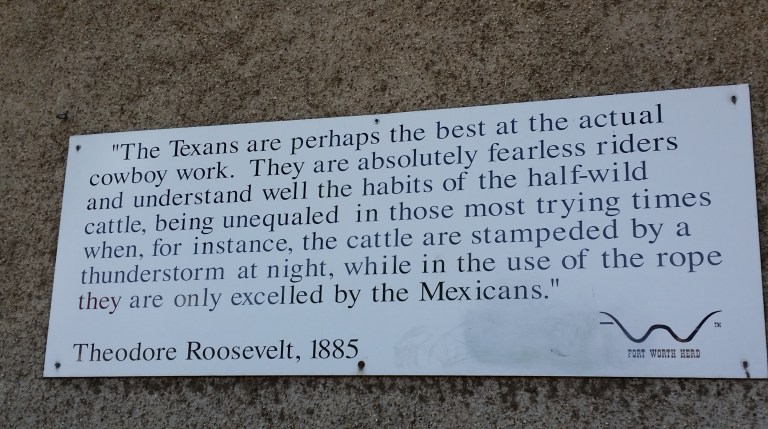 "The Texans are perhaps the best at the actual
cowboy work. They are absolutely fearless riders
and understand well the habits of the half-wild
cattle, being unequaled in those most trying times
when, for instance, the cattle are stampeded by a
thunderstorm at night, while in the use of the rope
they are only excelled by the Mexicans."
Theodore Roosevelt, 1885
TM
FORT WORTH HERD